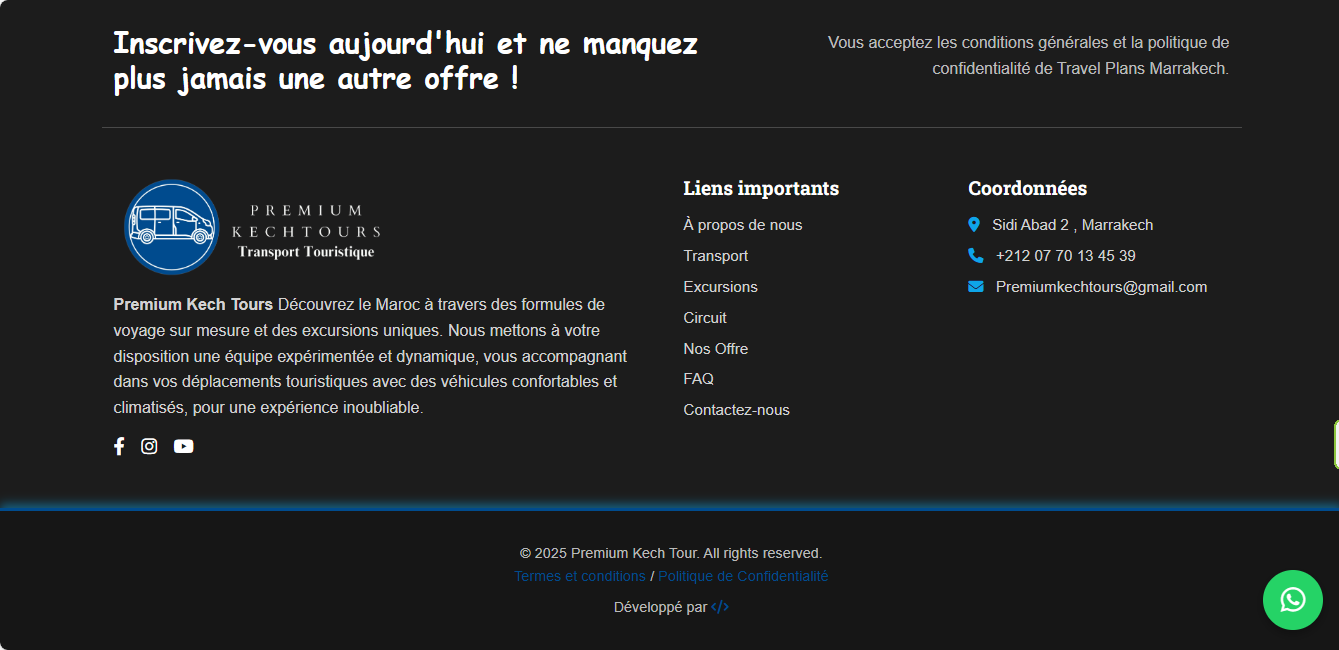 Inscrivez-vous aujourd'hui et ne manquez
plus jamais une autre offre !
Vous acceptez les conditions générales et la politique de
confidentialité de Travel Plans Marrakech.
PREMIUM
KECHTOURS
Transport Touristique
Premium Kech Tours Découvrez le Maroc à travers des formules de
voyage sur mesure et des excursions uniques. Nous mettons à votre
disposition une équipe expérimentée et dynamique, vous accompagnant
dans vos déplacements touristiques avec des véhicules confortables et
climatisés, pour une expérience inoubliable.
Liens importants
À propos de nous
Transport
Excursions
Circuit
Nos Offre
FAQ
Contactez-nous
Coordonnées
Sidi Abad 2 , Marrakech
+212 07 70 13 45 39
Premiumkechtours@gmail.com
© 2025 Premium Kech Tour. All rights reserved.
Termes et conditions / Politique de Confidentialité
Développé par </>